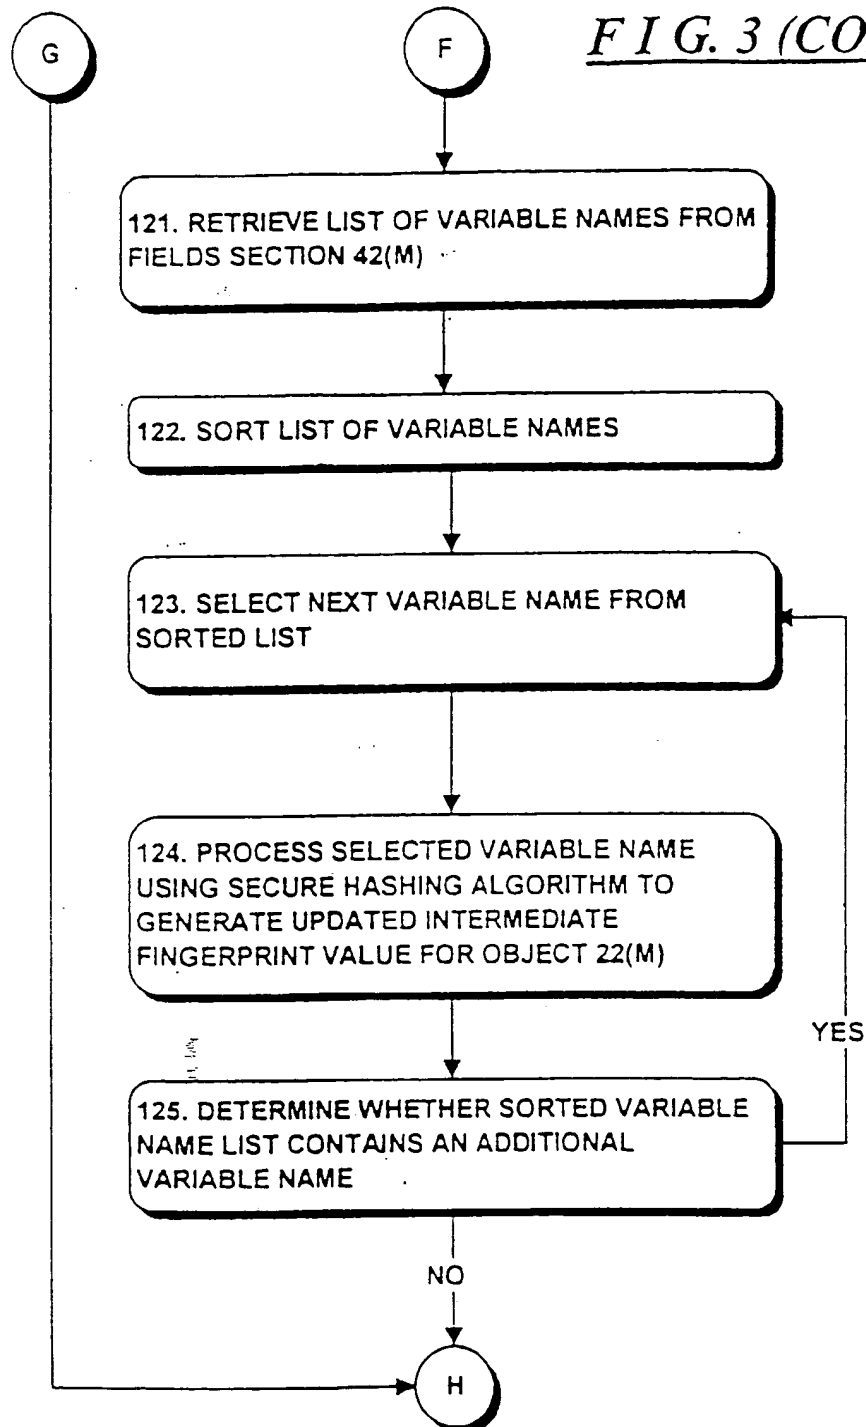 G
F
F I G. 3 (CO
121. RETRIEVE LIST OF VARIABLE NAMES FROM
FIELDS SECTION 42(M)
122. SORT LIST OF VARIABLE NAMES
123. SELECT NEXT VARIABLE NAME FROM
SORTED LIST
124. PROCESS SELECTED VARIABLE NAME
USING SECURE HASHING ALGORITHM TO
GENERATE UPDATED INTERMEDIATE
FINGERPRINT VALUE FOR OBJECT 22(M)
YES
125. DETERMINE WHETHER SORTED VARIABLE
NAME LIST CONTAINS AN ADDITIONAL
VARIABLE NAME
NO
H